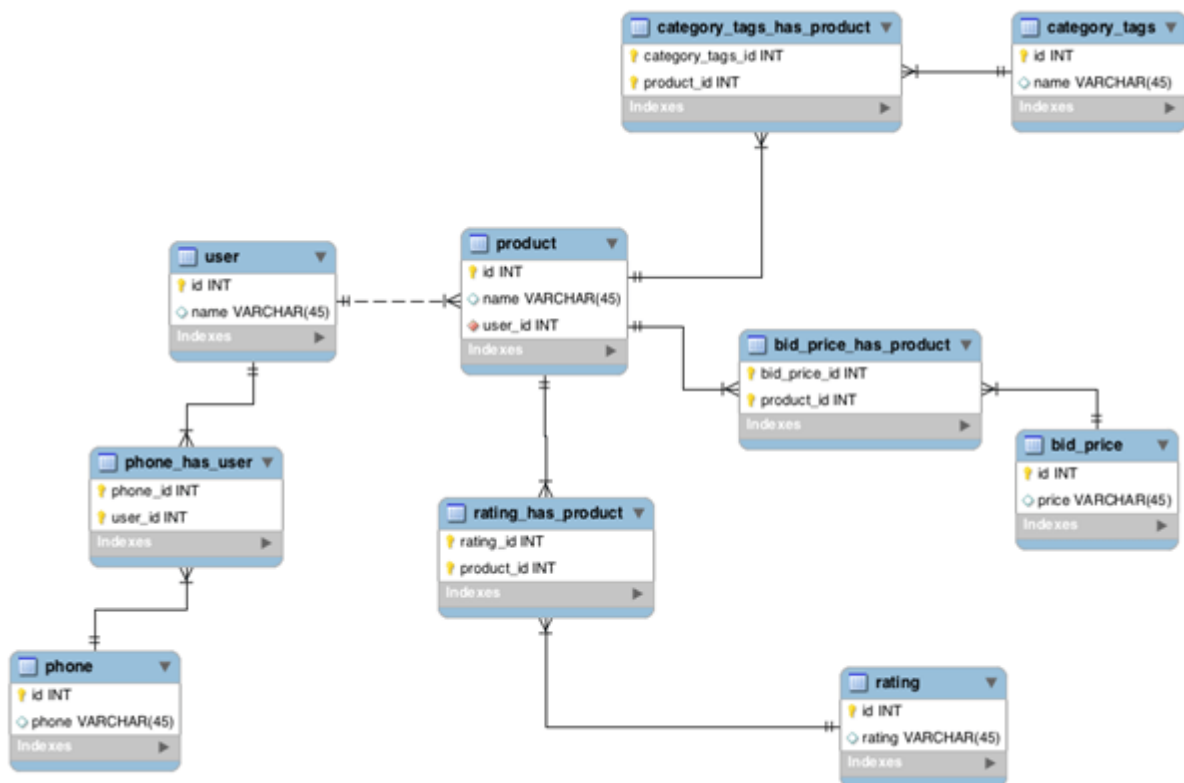 category_tags_has_product
category_tags_id INT
product_id INT
Indexes
category_tags
id INT
name VARCHAR(45)
Indexes
product
id INT
name VARCHAR(45)
user_id INT
Indexes
user
id INT
name VARCHAR(45)
Indexes
bid_price_has_product
bid_price_id INT
product_id INT
Indexes
bid_price
id INT
price VARCHAR(45)
Indexes
phone_has_user
phone_id INT
user_id INT
Indexes
rating_has_product
rating_id INT
product_id INT
Indexes
phone
id INT
phone VARCHAR(45)
Indexes
rating
id INT
rating VARCHAR(45)
Indexes